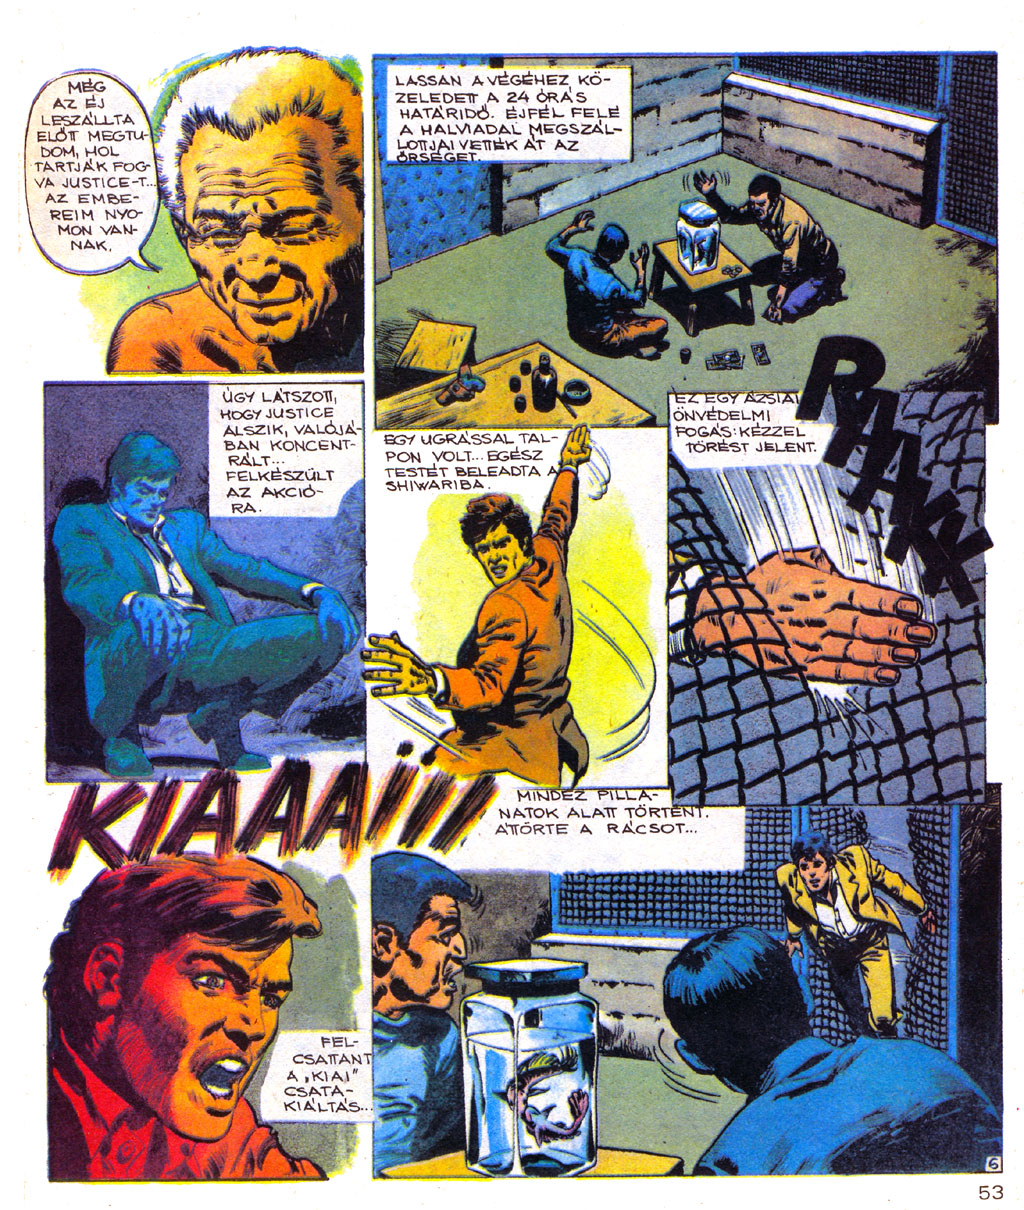 MÉG
AZ ÉJ
LESZÁLLTA
ELŐTT MEGTU-
DOM, HOL
TARTJÁK FOG-
VA JUSTICE-T...
AZ EMBE-
REIM NYO-
MON VAN-
NAK.
LASSAN A VÉGÉHEZ KÖ-
ZELEDETT A 24 ÓRÁS
HATÁRIDŐ. ÉJFÉL FELÉ
A HALVIADAL MEGSZÁL-
LOTTJAI VETTÉK ÁT AZ
ŐRSÉGET.
ÚGY LÁTSZOTT,
HOGY JUSTICE
ALSZIK, VALÓJÁ-
BAN KONCENT-
RÁLT...
FELKÉSZÜLT
AZ AKCIÓ-
RA.
EGY UGRÁSSAL TAL-
PON VOLT... EGÉSZ
TESTÉT BELEADTA A
SHIWARIBA.
EZ EGY ÁZSIAI
ÖNVÉDELMI
FOGÁS: KÉZZEL
TÖRÉST JELENT.
RAAKK
KIAAAÍÍÍ
FEL-
CSATTANT
A „KIAI"
CSATA-
KIÁLTÁS...
MINDEZ PILLA-
NATOK ALATT TÖRTÉNT.
ÁTTÖRTE A RÁCSOT...
6
53